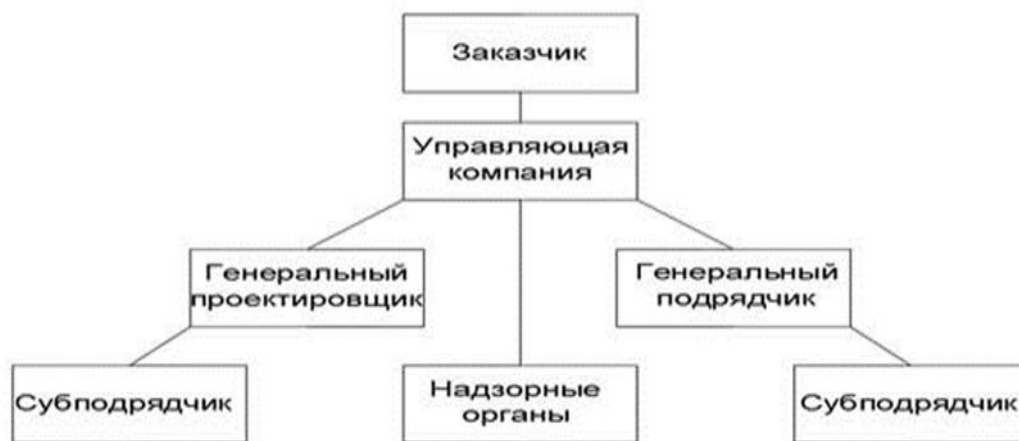 Заказчик
Управляющая
компания
Генеральный
проектировщик
Генеральный
подрядчик
Субподрядчик
Надзорные
органы
Субподрядчик